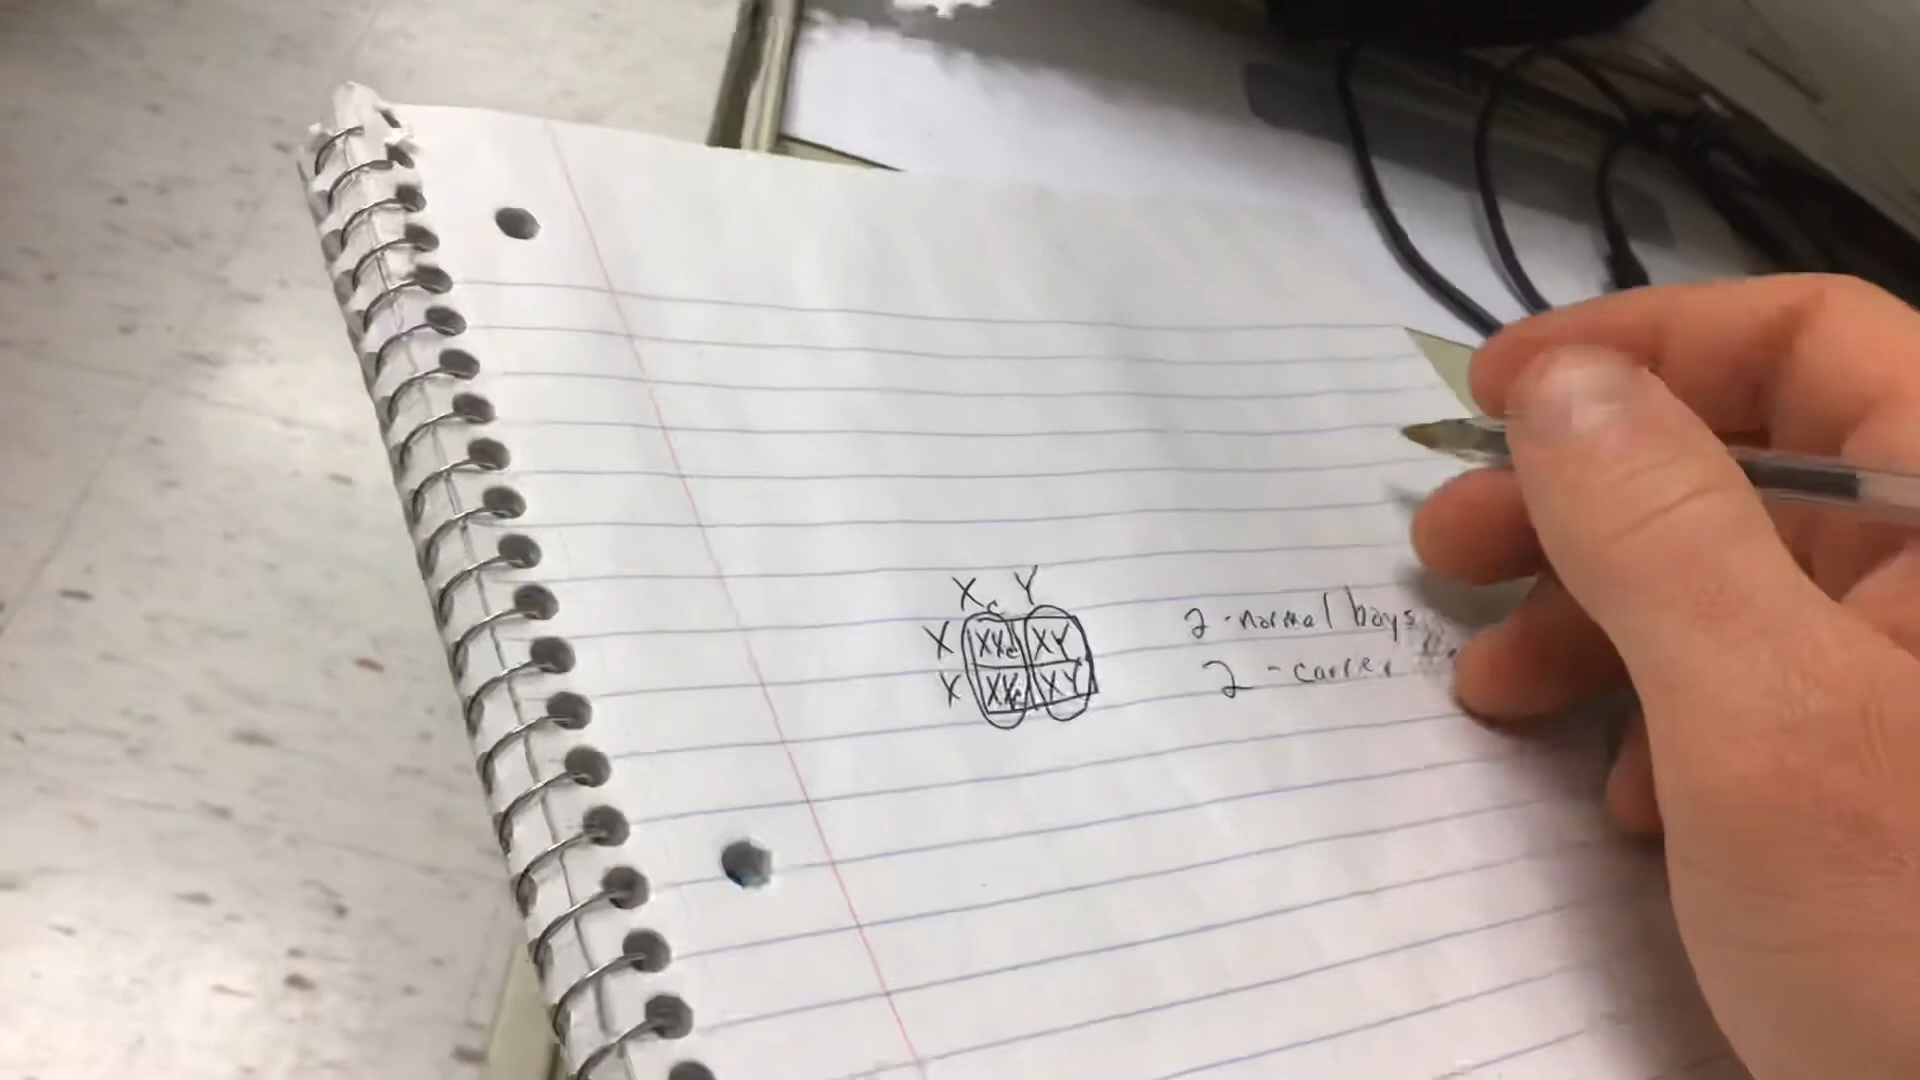 Xc Y
X XXc XY
X XXc XY
2-normal boys
2-carrier